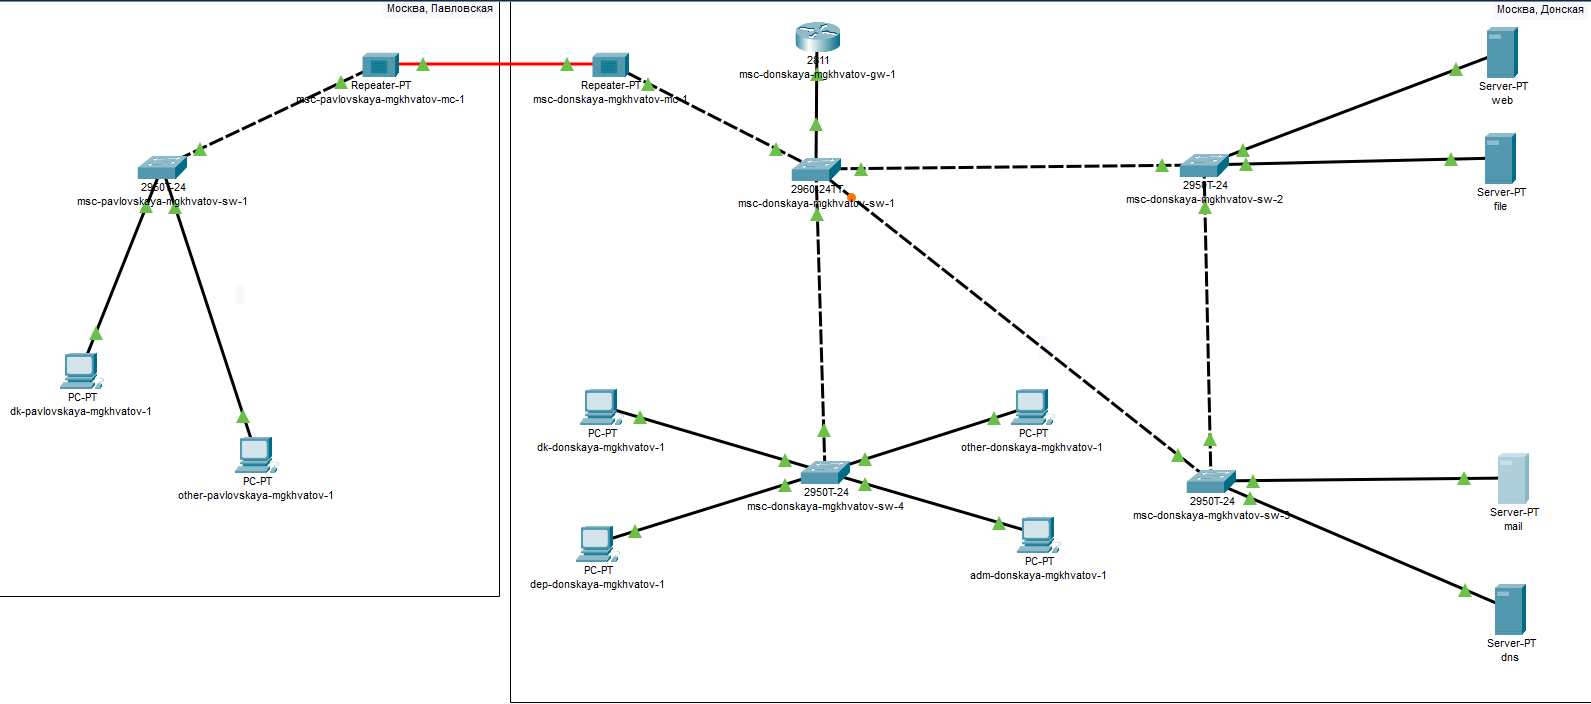 Москва, Павловская
Repeater-PT
msc-pavlovskaya-mgkhvatov-mc-1
2950T-24
msc-pavlovskaya-mgkhvatov-sw-1
PC-PT
dk-pavlovskaya-mgkhvatov-1
PC-PT
other-pavlovskaya-mgkhvatov-1
Москва, Донская
2811
msc-donskaya-mgkhvatov-gw-1
Repeater-PT
msc-donskaya-mgkhvatov-mc-1
2960-24TT
msc-donskaya-mgkhvatov-sw-1
2950T-24
msc-donskaya-mgkhvatov-sw-2
Server-PT
web
Server-PT
file
PC-PT
dk-donskaya-mgkhvatov-1
PC-PT
other-donskaya-mgkhvatov-1
2950T-24
msc-donskaya-mgkhvatov-sw-4
PC-PT
dep-donskaya-mgkhvatov-1
PC-PT
adm-donskaya-mgkhvatov-1
2950T-24
msc-donskaya-mgkhvatov-sw-3
Server-PT
mail
Server-PT
dns